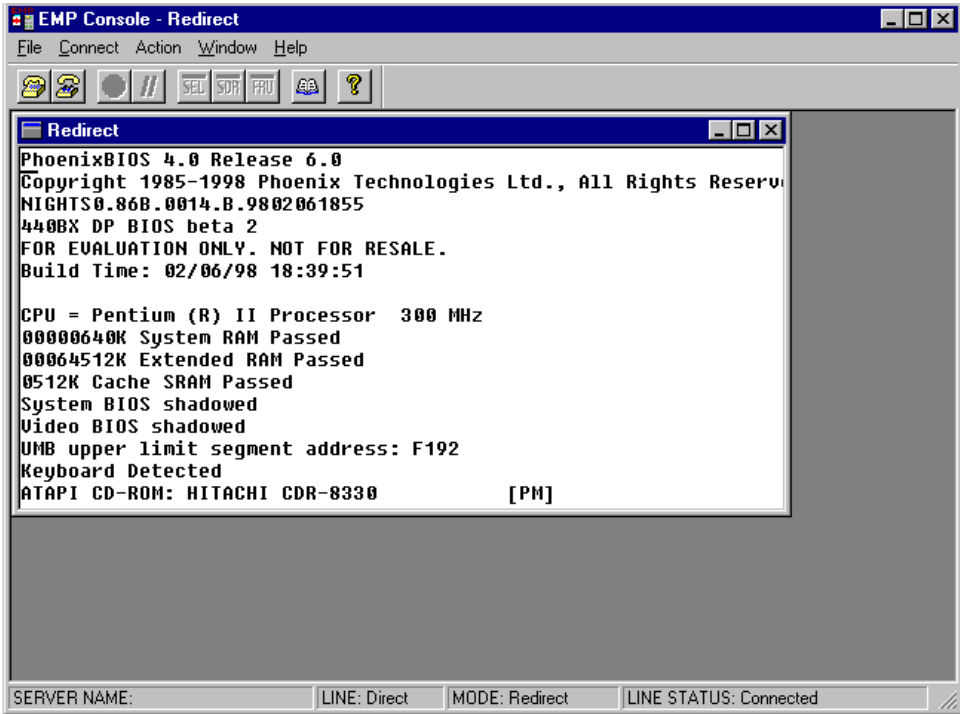 EMP Console - Redirect
File Connect Action Window Help
SEL SDR FRU
Redirect
PhoenixBIOS 4.0 Release 6.0
Copyright 1985-1998 Phoenix Technologies Ltd., All Rights Reserv
NIGHTS0.86B.0014.B.9802061855
440BX DP BIOS beta 2
FOR EVALUATION ONLY. NOT FOR RESALE.
Build Time: 02/06/98 18:39:51
CPU = Pentium (R) II Processor  300 MHz
00000640K System RAM Passed
00064512K Extended RAM Passed
0512K Cache SRAM Passed
System BIOS shadowed
Video BIOS shadowed
UMB upper limit segment address: F192
Keyboard Detected
ATAPI CD-ROM: HITACHI CDR-8330 [PM]
SERVER NAME: LINE: Direct MODE: Redirect LINE STATUS: Connected